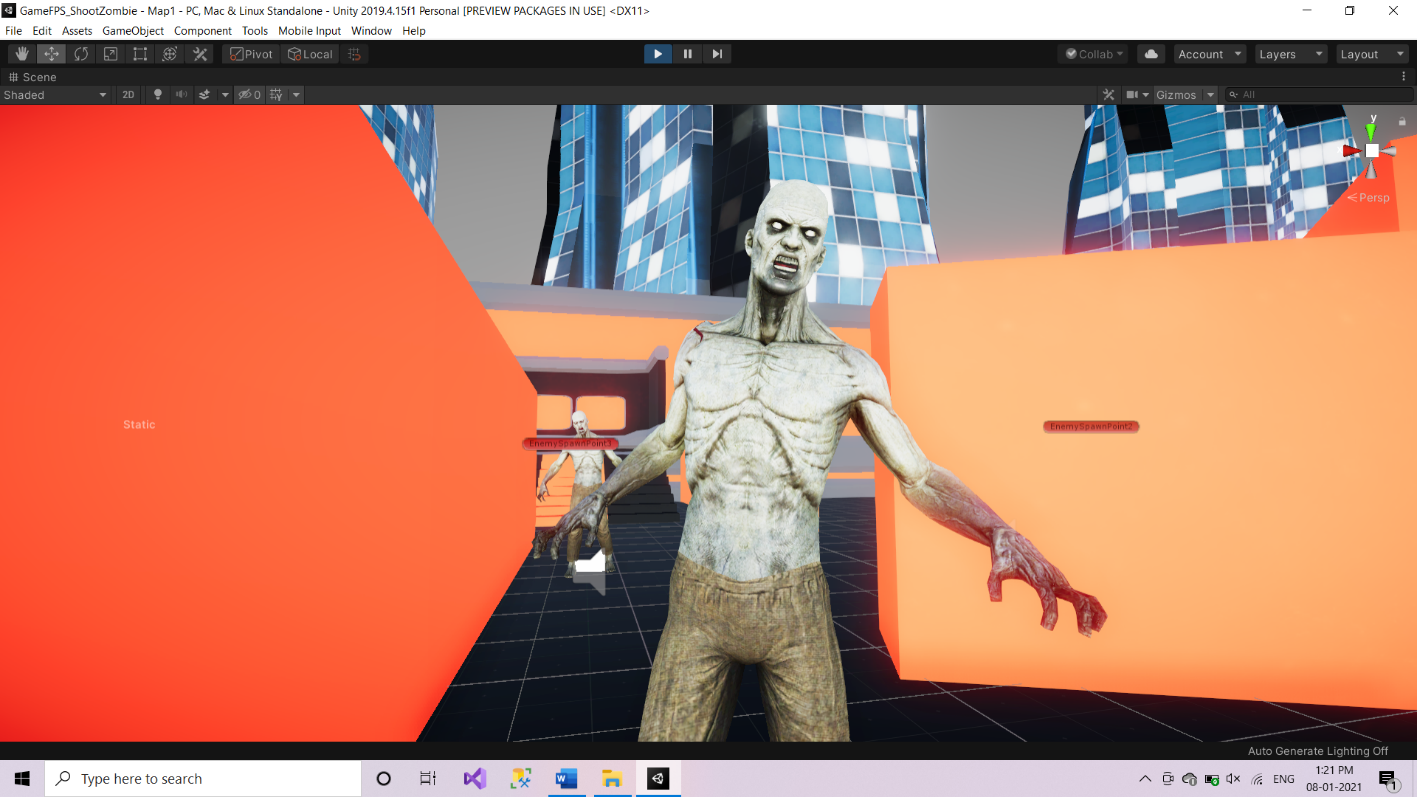 GameFPS_ShootZombie - Map1 - PC, Mac & Linux Standalone - Unity 2019.4.15f1 Personal [PREVIEW PACKAGES IN USE] <DX11>
File Edit Assets GameObject Component Tools Mobile Input Window Help
Pivot Local Collab Account Layers Layout
Scene
Shaded 2D 0 Gizmos All
y
Persp
Static
EnemySpawnPoint2
EnemySpawnPoint3
Auto Generate Lighting Off
Type here to search
ENG
1:21 PM
08-01-2021
1